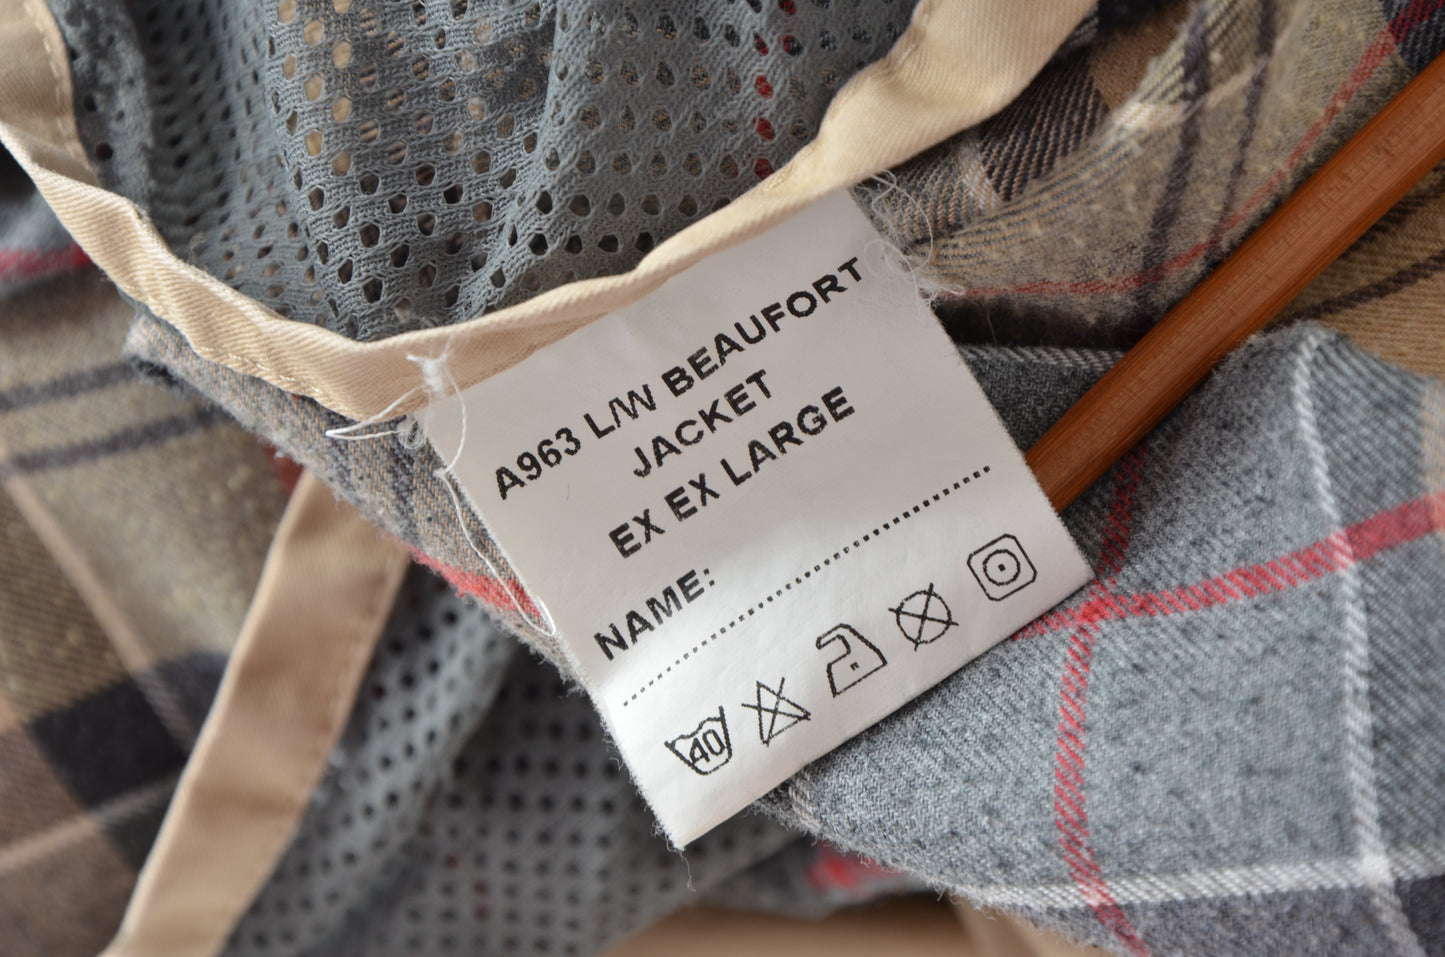 A963 L/W BEAUFORT
JACKET
EX EX LARGE
NAME:
40